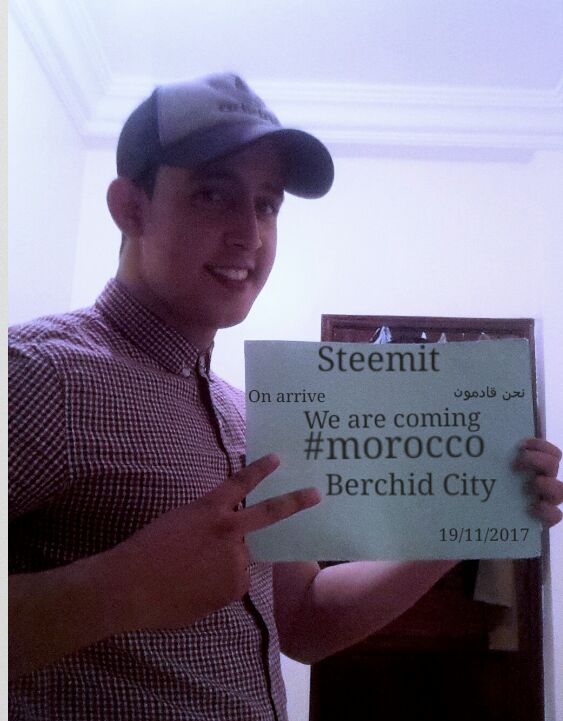 Steemit
On arrive
نحن قادمون
We are coming
#morocco
Berchid City
19/11/2017